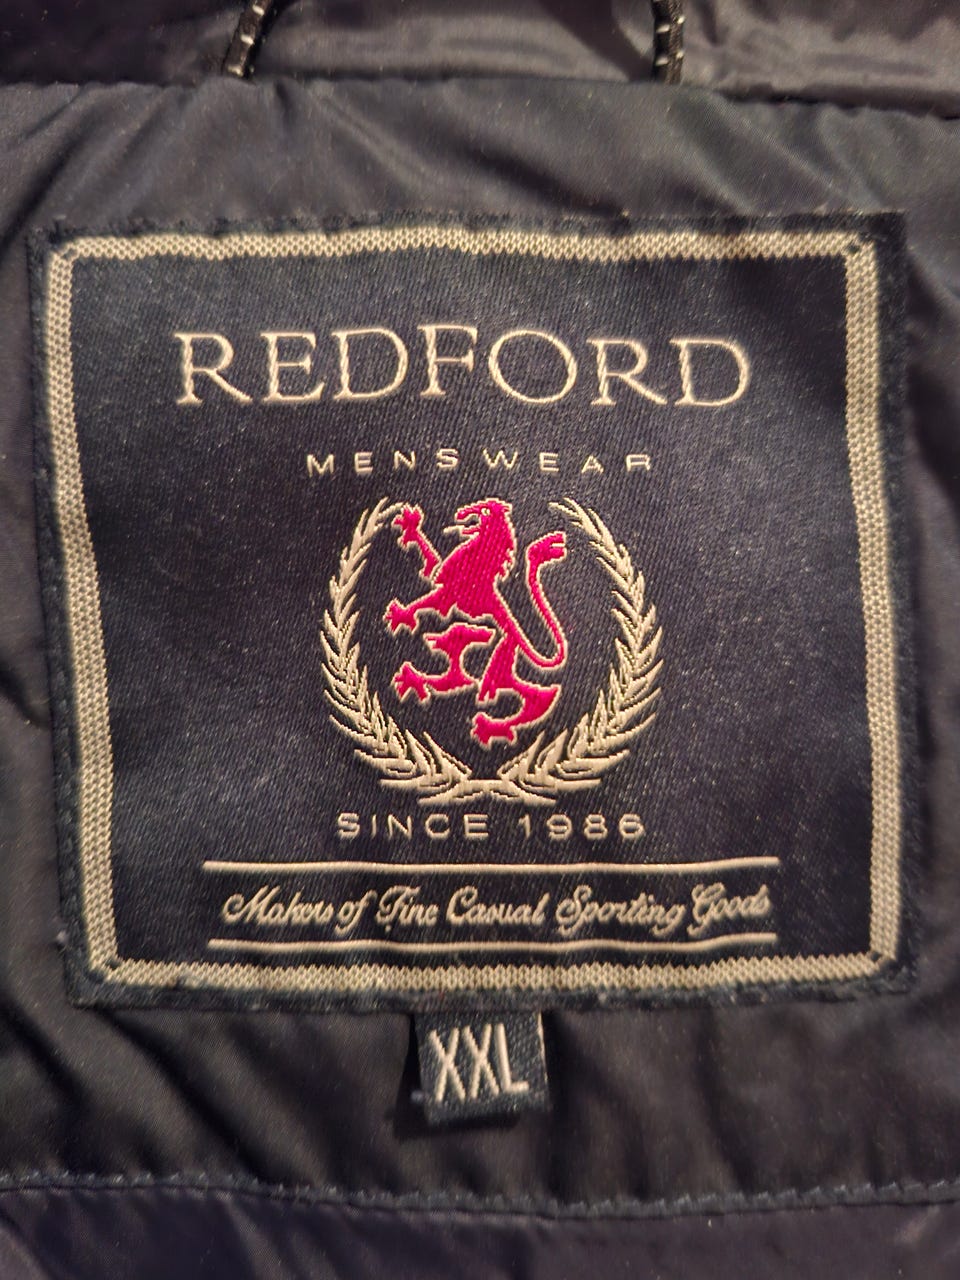 REDFORD
MENSWEAR
SINCE 1986
Makers of Fine Casual Sporting Goods
XXL